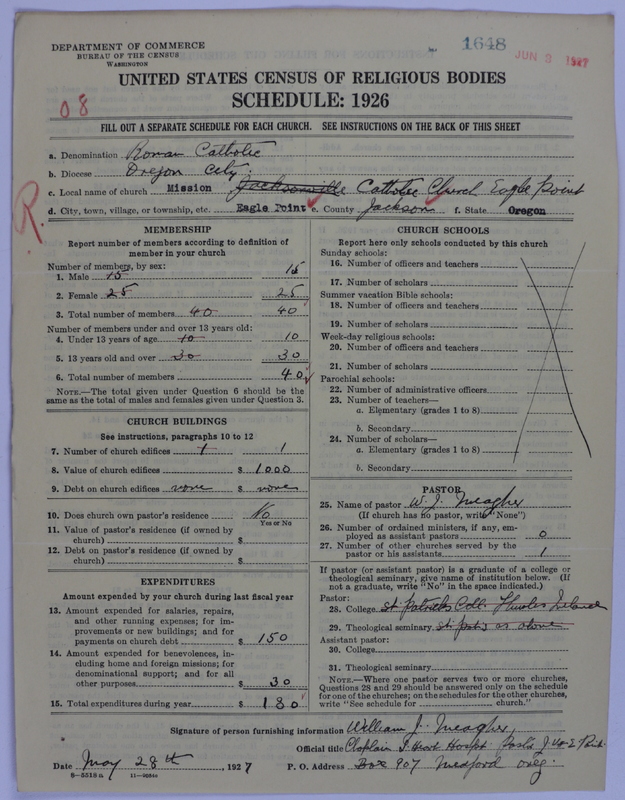 DEPARTMENT OF COMMERCE
BUREAU OF THE CENSUS
WASHINGTON
1648
JUN 3 1927
UNITED STATES CENSUS OF RELIGIOUS BODIES
SCHEDULE: 1926
08
FILL OUT A SEPARATE SCHEDULE FOR EACH CHURCH. SEE INSTRUCTIONS ON THE BACK OF THIS SHEET
a. Denomination Roman Catholic
b. Diocese Oregon City
c. Local name of church Mission Jacksonville Catholic Church Eagle Point
d. City, town, village, or township, etc. Eagle Point e. County Jackson f. State Oregon
R.
MEMBERSHIP
Report number of members according to definition of
member in your church
Number of members, by sex:
1. Male 15 15
2. Female 25 25
3. Total number of members 40 40
Number of members under and over 13 years old:
4. Under 13 years of age 10 10
5. 13 years old and over 30 30
6. Total number of members 40
NOTE.—The total given under Question 6 should be the
same as the total of males and females given under Question 3.
CHURCH BUILDINGS
See instructions, paragraphs 10 to 12
7. Number of church edifices 1 1
8. Value of church edifices $ 1000
9. Debt on church edifices none $ none
10. Does church own pastor's residence No
Yes or No
11. Value of pastor's residence (if owned by
church) $
12. Debt on pastor's residence (if owned by
church) $
EXPENDITURES
Amount expended by your church during last fiscal year
13. Amount expended for salaries, repairs,
and other running expenses; for im-
provements or new buildings; and for
payments on church debt $ 150
14. Amount expended for benevolences, in-
cluding home and foreign missions; for
denominational support; and for all
other purposes $ 30
15. Total expenditures during year $ 180
CHURCH SCHOOLS
Report here only schools conducted by this church
Sunday schools:
16. Number of officers and teachers
17. Number of scholars
Summer vacation Bible schools:
18. Number of officers and teachers
19. Number of scholars
Week-day religious schools:
20. Number of officers and teachers
21. Number of scholars
Parochial schools:
22. Number of administrative officers
23. Number of teachers—
a. Elementary (grades 1 to 8)
b. Secondary
24. Number of scholars—
a. Elementary (grades 1 to 8)
b. Secondary
PASTOR
25. Name of pastor W. J. Meagher
(If church has no pastor, write "None")
26. Number of ordained ministers, if any, em-
ployed as assistant pastors 0
27. Number of other churches served by the
pastor or his assistants 1
If pastor (or assistant pastor) is a graduate of a college or
theological seminary, give name of institution below. (If
not a graduate, write "No" in the space indicated.)
Pastor:
28. College St Patricks Coll. Thurles Ireland
29. Theological seminary St Pat's as above
Assistant pastor:
30. College
31. Theological seminary
NOTE.—Where one pastor serves two or more churches,
Questions 28 and 29 should be answered only on the schedule
for one of the churches; on the schedules for the other churches,
write "See schedule for church."
Signature of person furnishing information William J. Meagher
Official title Chaplain S. Heart Hospt.
Date May 28th, 1927 P. O. Address Box 907 Medford Oreg.
8—5518 a